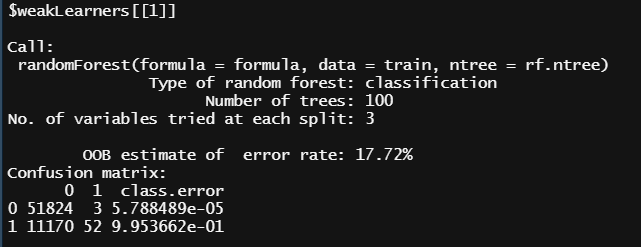 $weakLearners[[1]]
Call:
randomForest(formula = formula, data = train, ntree = rf.ntree)
Type of random forest: classification
Number of trees: 100
No. of variables tried at each split: 3
OOB estimate of  error rate: 17.72%
Confusion matrix:
0 1 class.error
0 51824 3 5.788489e-05
1 11170 52 9.953662e-01